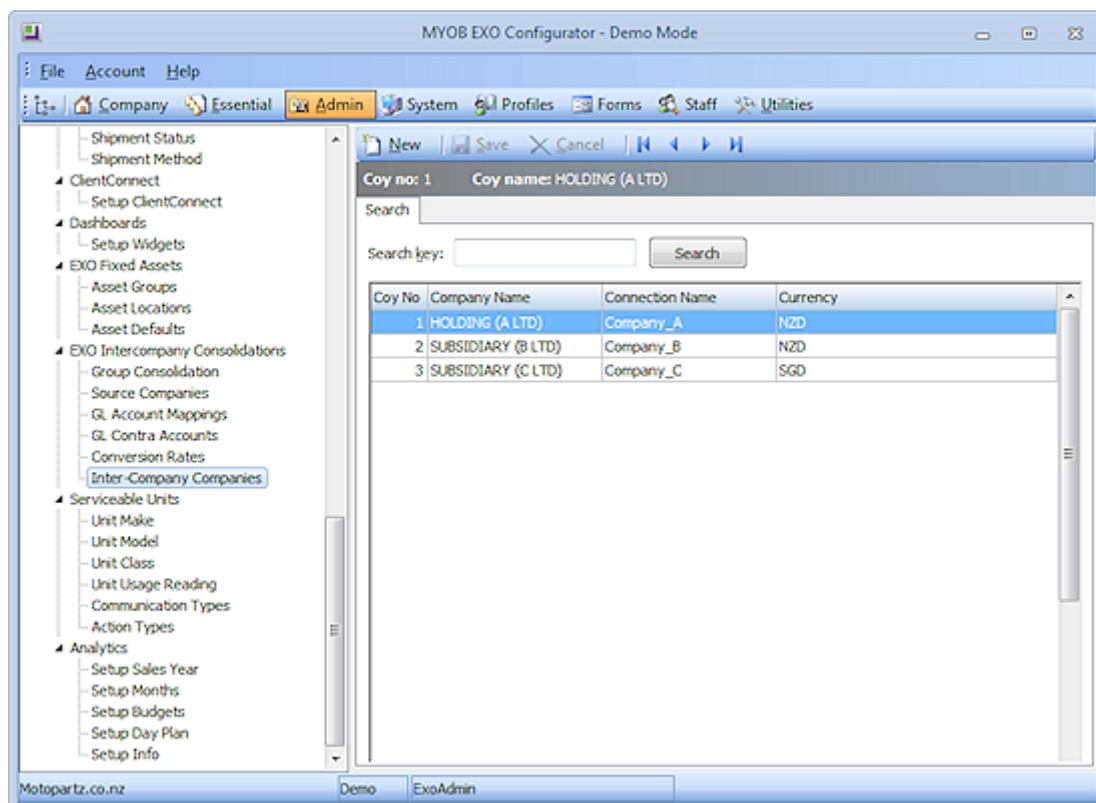 MYOB EXO Configurator - Demo Mode
File Account Help
Company Essential Admin System Profiles Forms Staff Utilities
Shipment Status
Shipment Method
ClientConnect
Setup ClientConnect
Dashboards
Setup Widgets
EXO Fixed Assets
Asset Groups
Asset Locations
Asset Defaults
EXO Intercompany Consolidations
Group Consolidation
Source Companies
GL Account Mappings
GL Contra Accounts
Conversion Rates
Inter-Company Companies
Serviceable Units
Unit Make
Unit Model
Unit Class
Unit Usage Reading
Communication Types
Action Types
Analytics
Setup Sales Year
Setup Months
Setup Budgets
Setup Day Plan
Setup Info
New Save Cancel
Coy no: 1 Coy name: HOLDING (A LTD)
Search
Search key: Search
Coy No Company Name Connection Name Currency
1 HOLDING (A LTD) Company_A NZD
2 SUBSIDIARY (B LTD) Company_B NZD
3 SUBSIDIARY (C LTD) Company_C SGD
Motopartz.co.nz Demo ExoAdmin